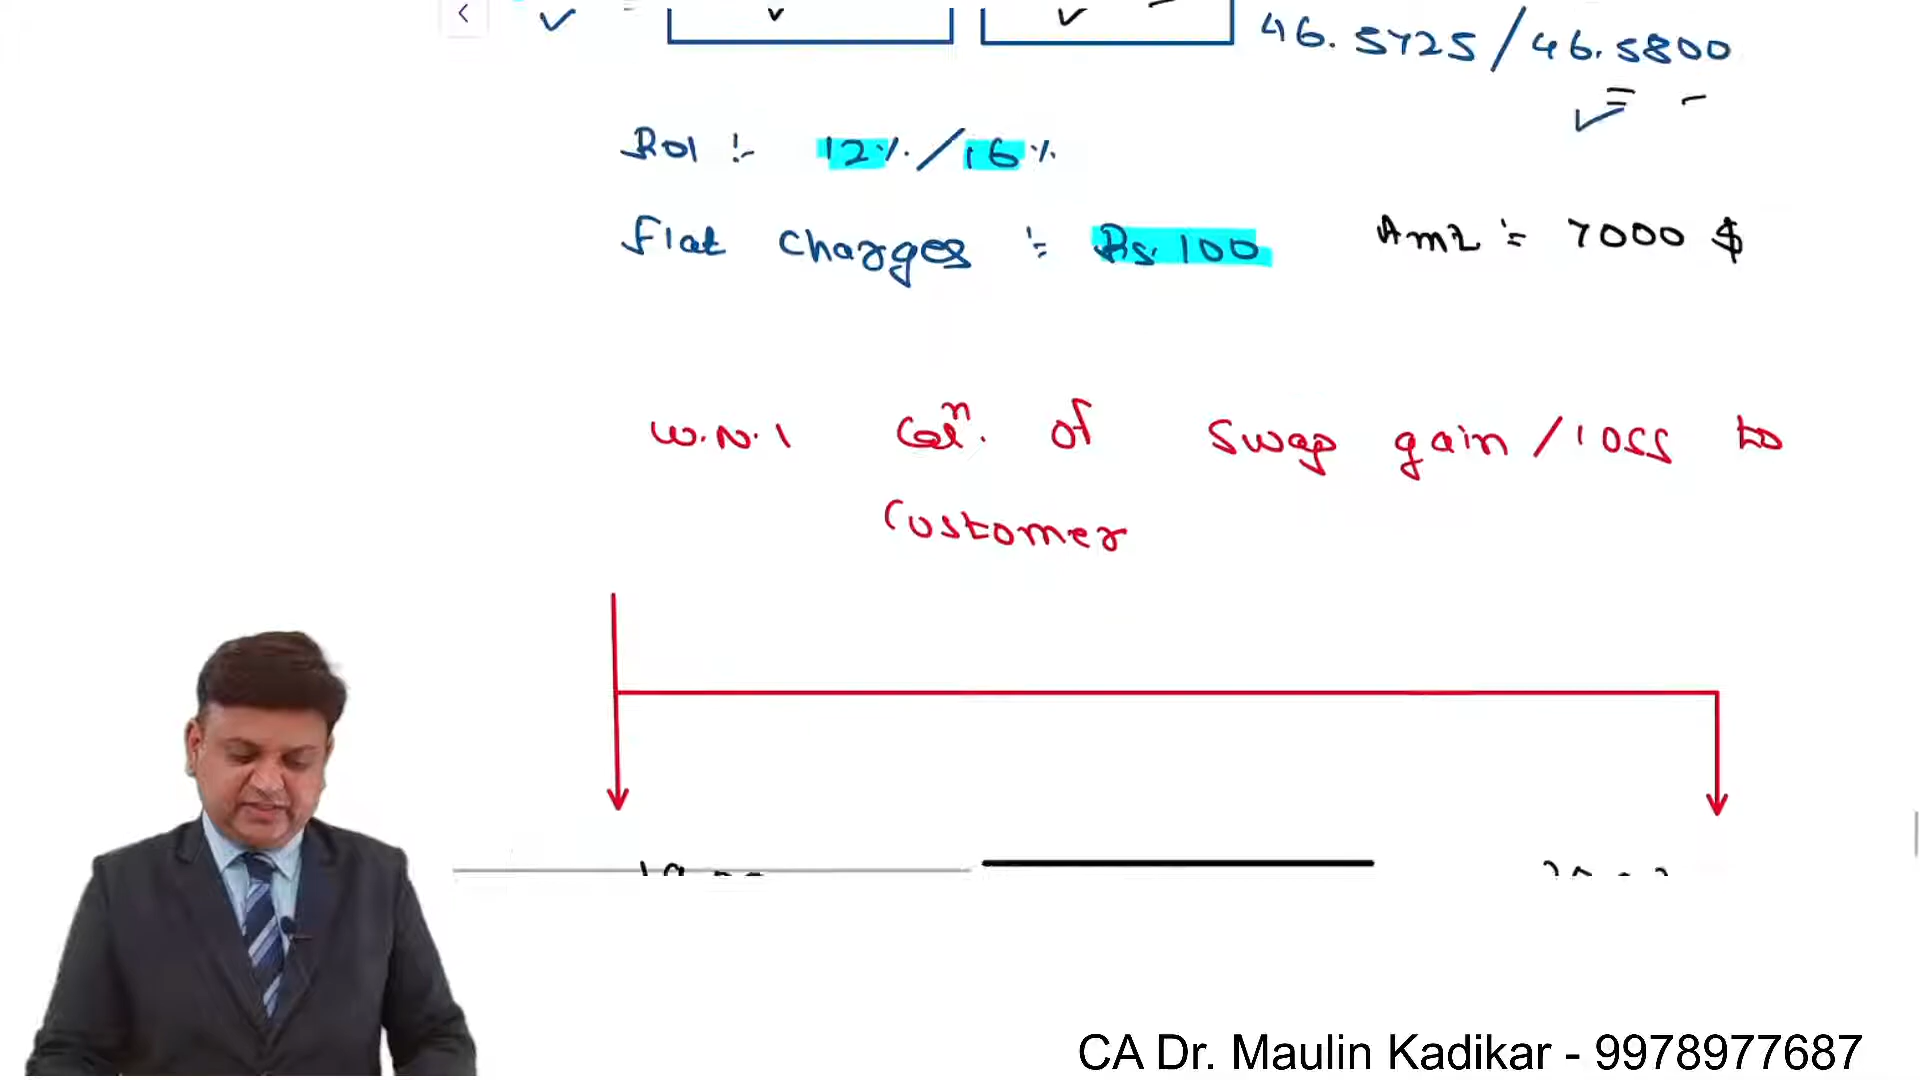 46.5725/46.5800
ROI :- 12%/16%
Flat Charges := Rs. 100 Amt := 7000 $
W.N.1 Caln. of Swap gain/loss to
Customer
CA Dr. Maulin Kadikar - 9978977687